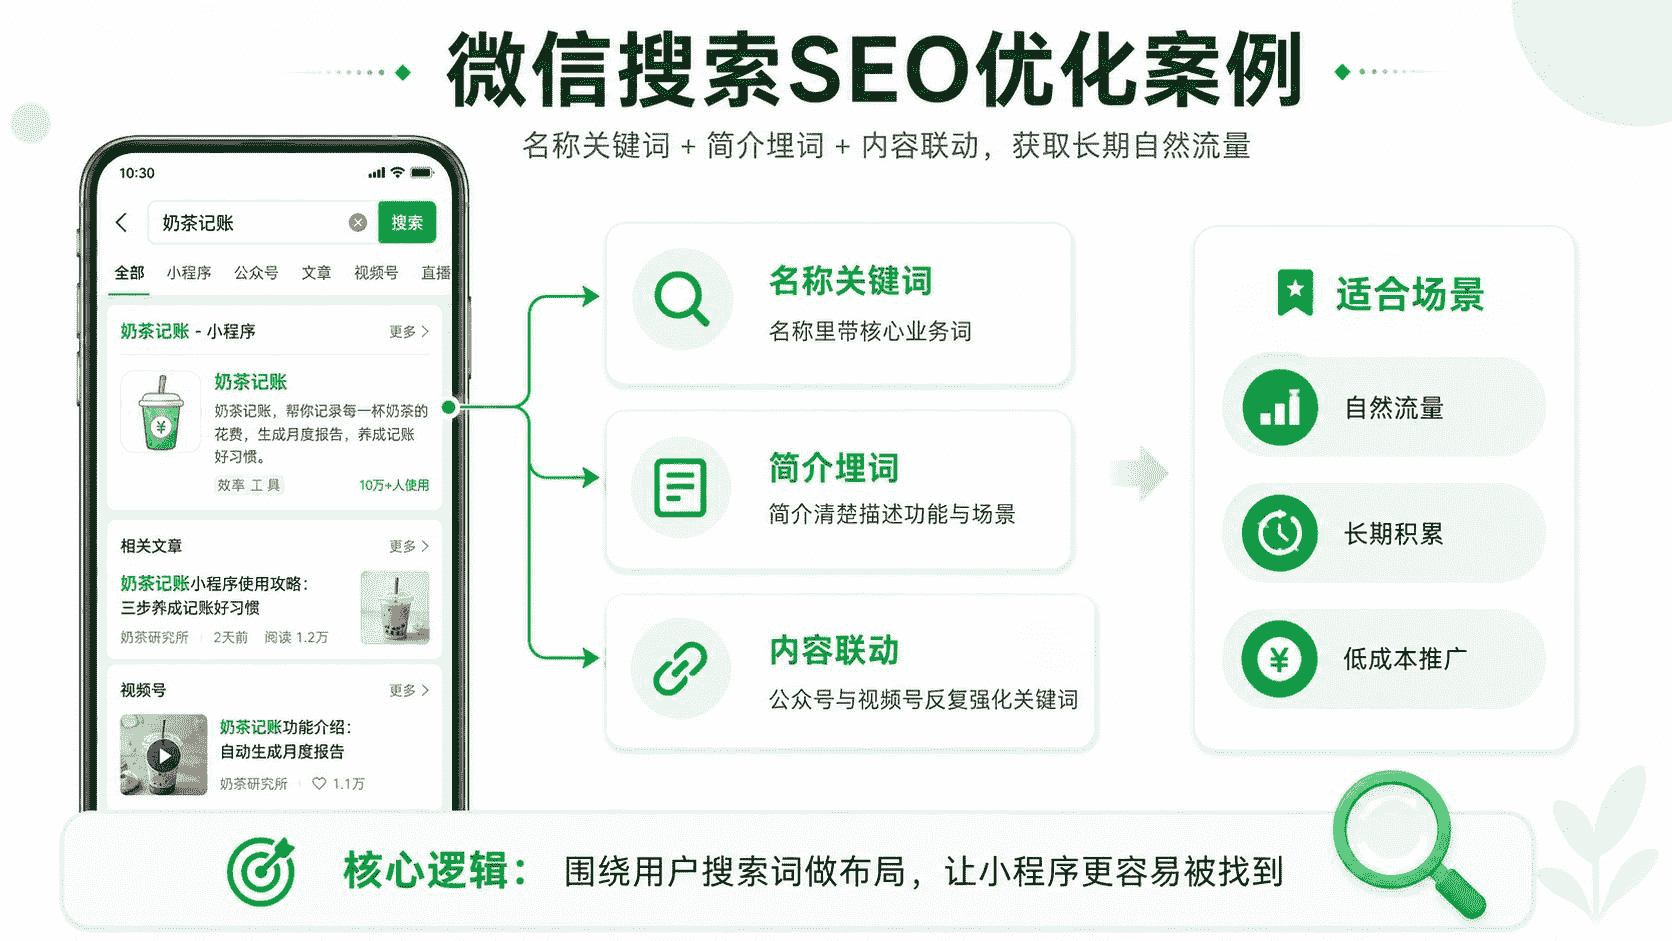 微信搜索SEO优化案例
名称关键词 + 简介埋词 + 内容联动，获取长期自然流量
10:30
奶茶记账
搜索
全部 小程序 公众号 文章 视频号 直播
奶茶记账 - 小程序 更多
奶茶记账
奶茶记账，帮你记录每一杯奶茶的
花费，生成月度报告，养成记账
好习惯。
效率工具 10万+人使用
¥
相关文章 更多
奶茶记账小程序使用攻略：
三步养成记账好习惯
奶茶研究所 2天前 阅读 1.2万
视频号 更多
奶茶记账功能介绍：
自动生成月度报告
奶茶研究所 1.1万
名称关键词
名称里带核心业务词
简介埋词
简介清楚描述功能与场景
内容联动
公众号与视频号反复强化关键词
适合场景
自然流量
长期积累
¥
低成本推广
核心逻辑： 围绕用户搜索词做布局，让小程序更容易被找到